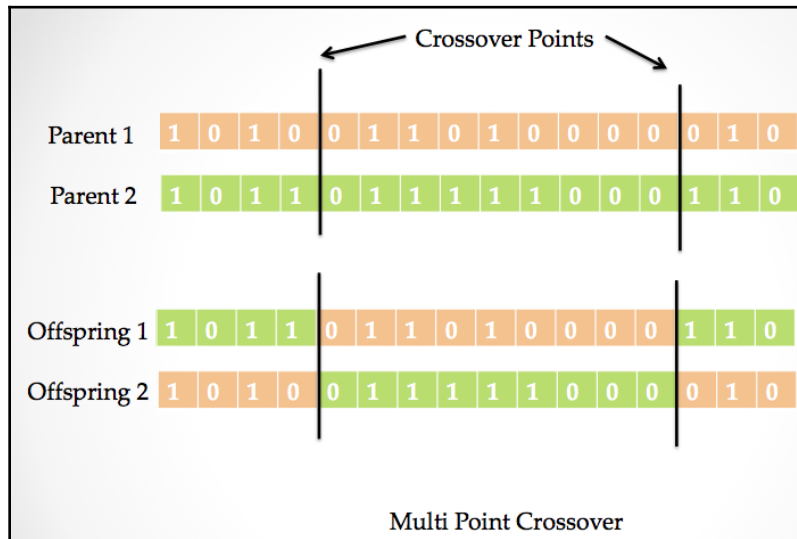 Crossover Points
Parent 1 1 0 1 0 0 1 1 0 1 0 0 0 0 0 1 0
Parent 2 1 0 1 1 0 1 1 1 1 1 0 0 0 1 1 0
Offspring 1 1 0 1 1 0 1 1 0 1 0 0 0 0 1 1 0
Offspring 2 1 0 1 0 0 1 1 1 1 1 0 0 0 0 1 0
Multi Point Crossover